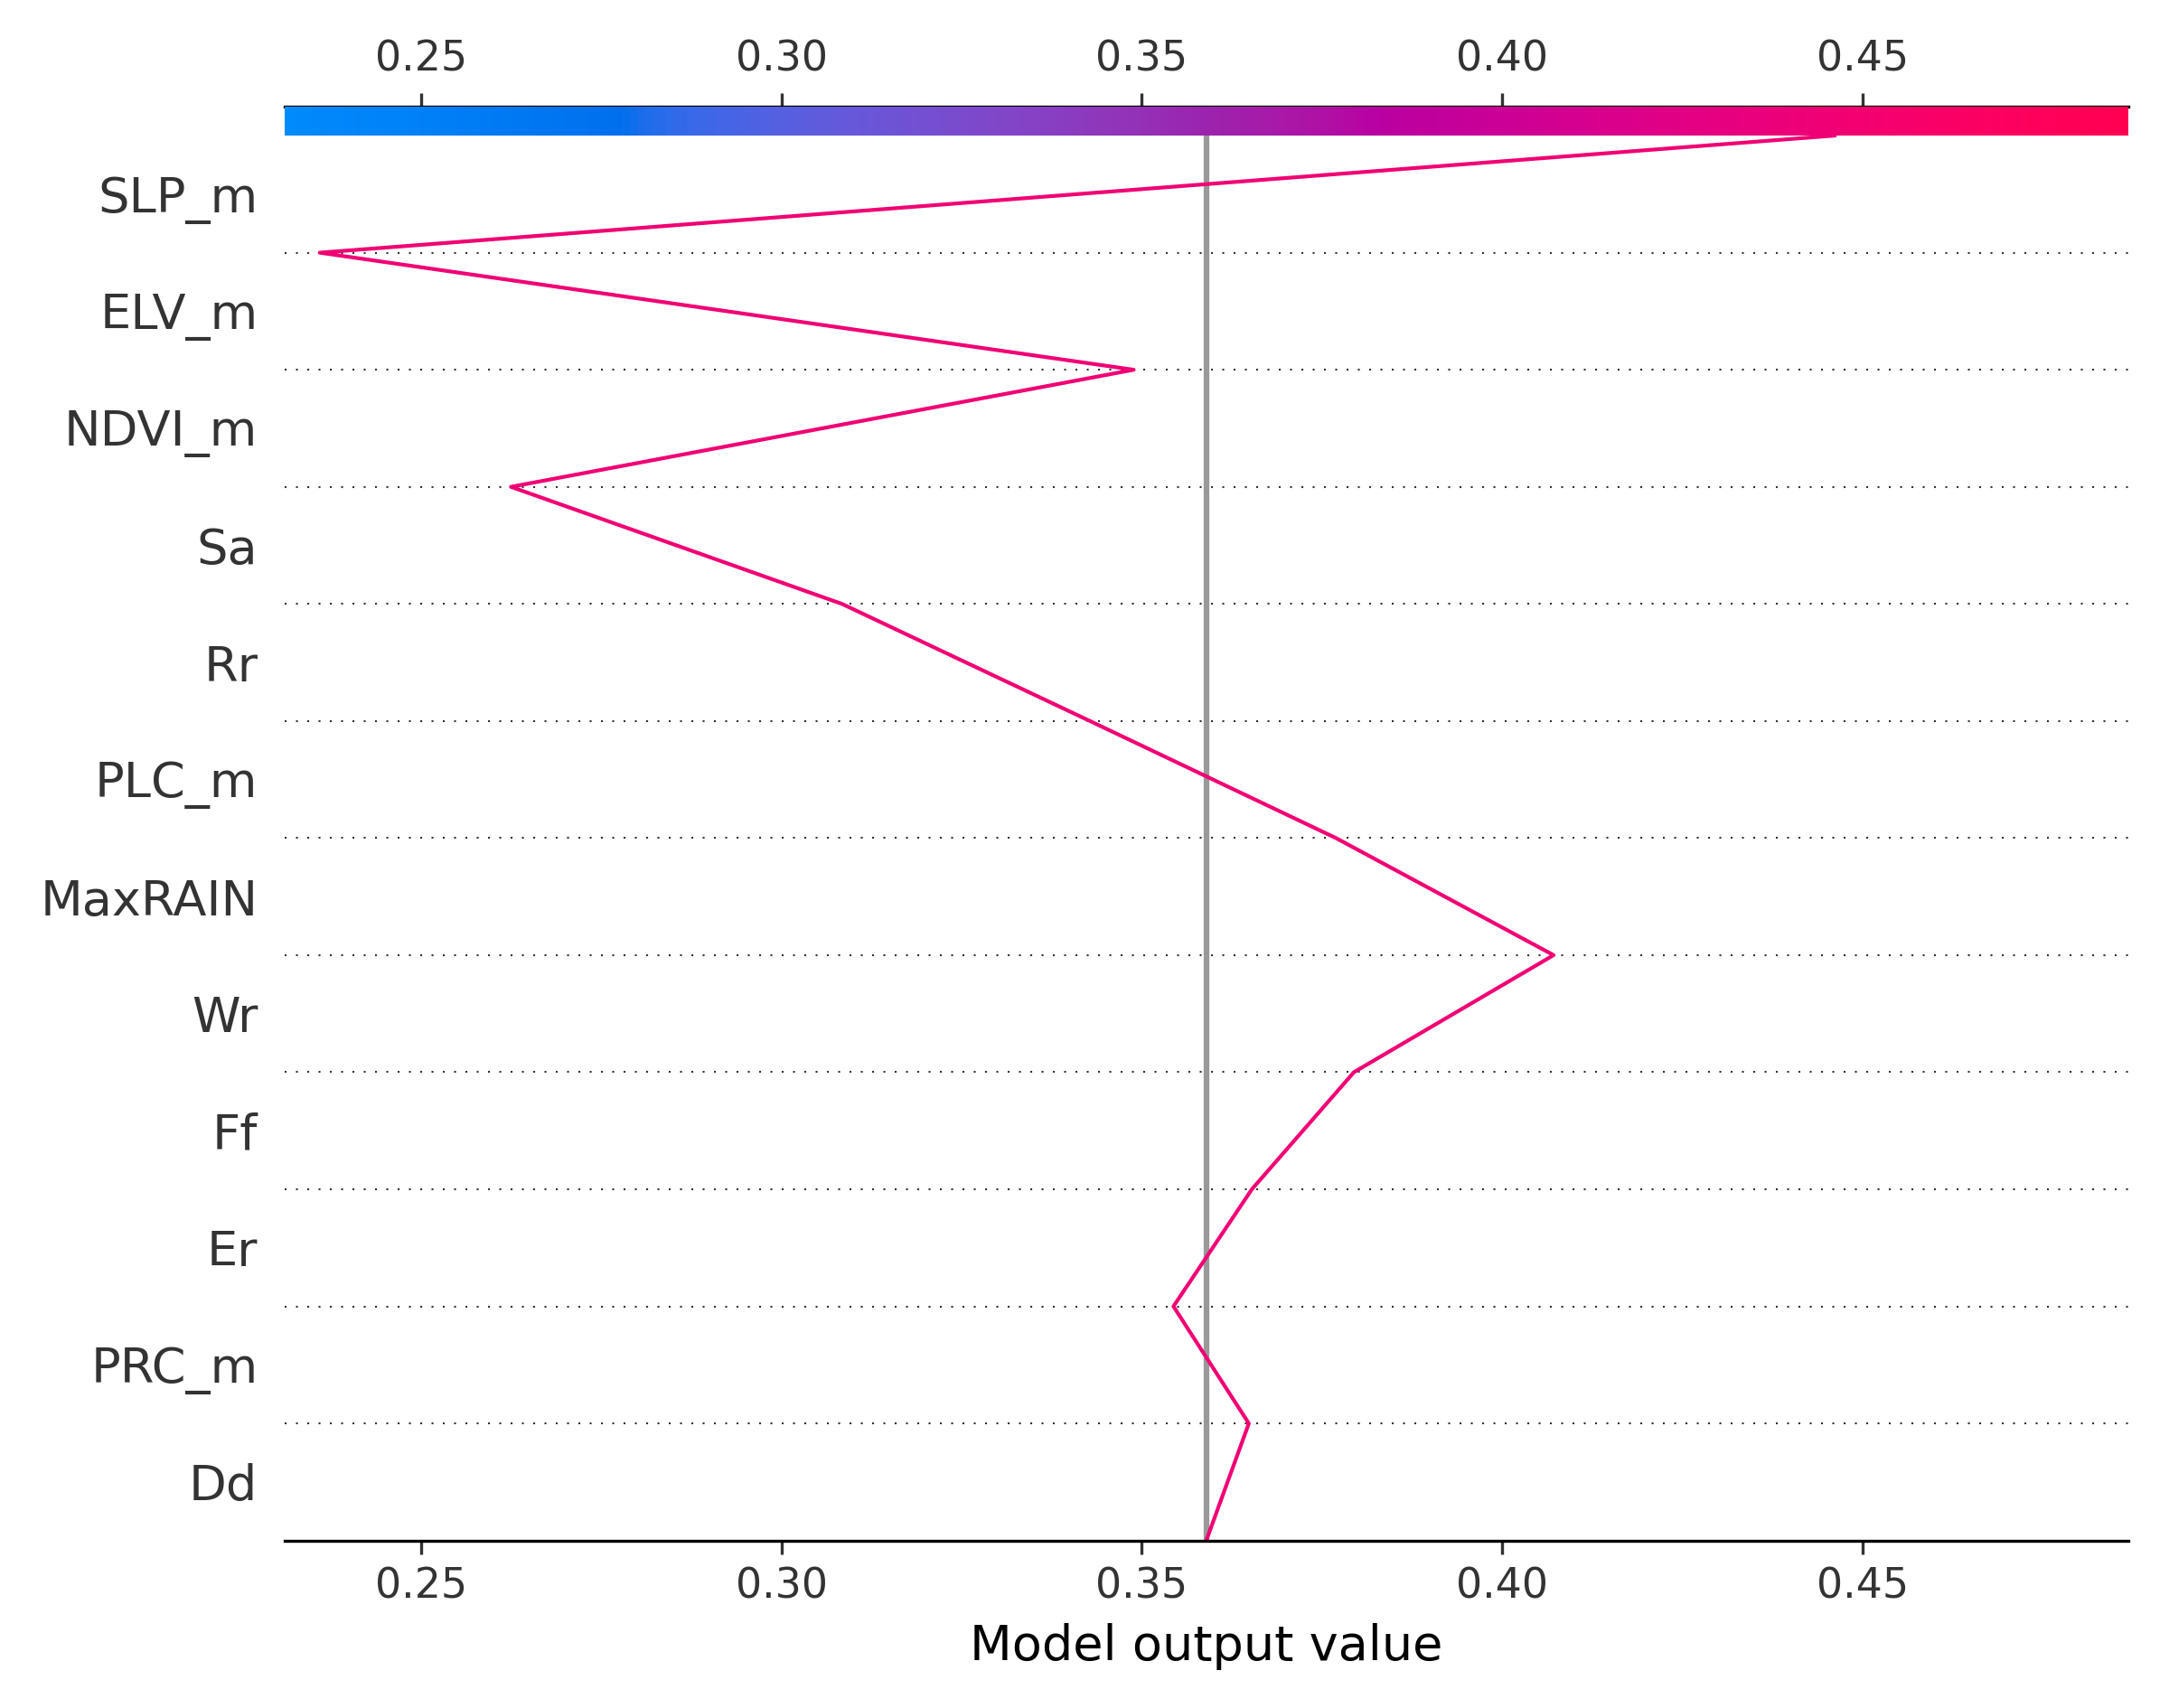 0.25 0.30 0.35 0.40 0.45
SLP_m
ELV_m
NDVI_m
Sa
Rr
PLC_m
MaxRAIN
Wr
Ff
Er
PRC_m
Dd
0.25 0.30 0.35 0.40 0.45
Model output value